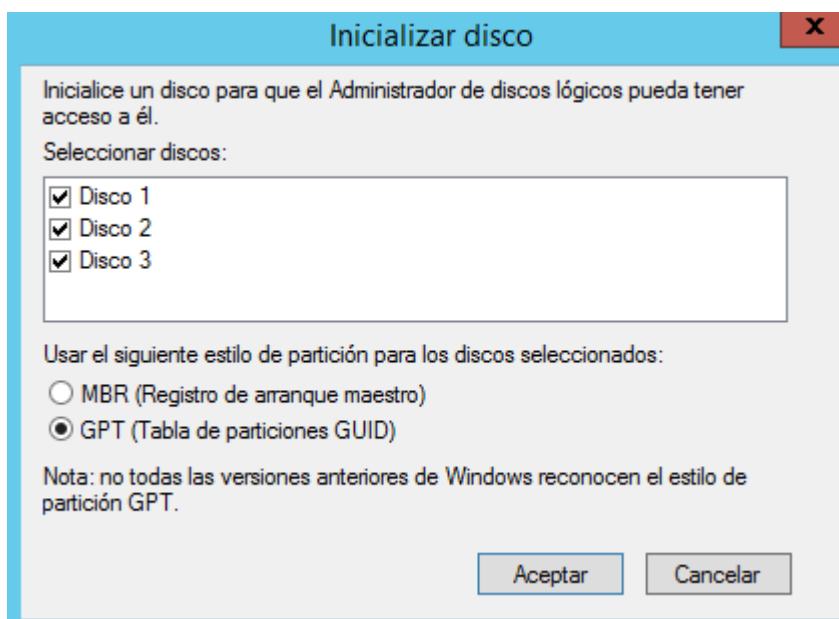 Inicializar disco
x
Inicialice un disco para que el Administrador de discos lógicos pueda tener
acceso a él.
Seleccionar discos:
Disco 1
Disco 2
Disco 3
Usar el siguiente estilo de partición para los discos seleccionados:
MBR (Registro de arranque maestro)
GPT (Tabla de particiones GUID)
Nota: no todas las versiones anteriores de Windows reconocen el estilo de
partición GPT.
Aceptar Cancelar